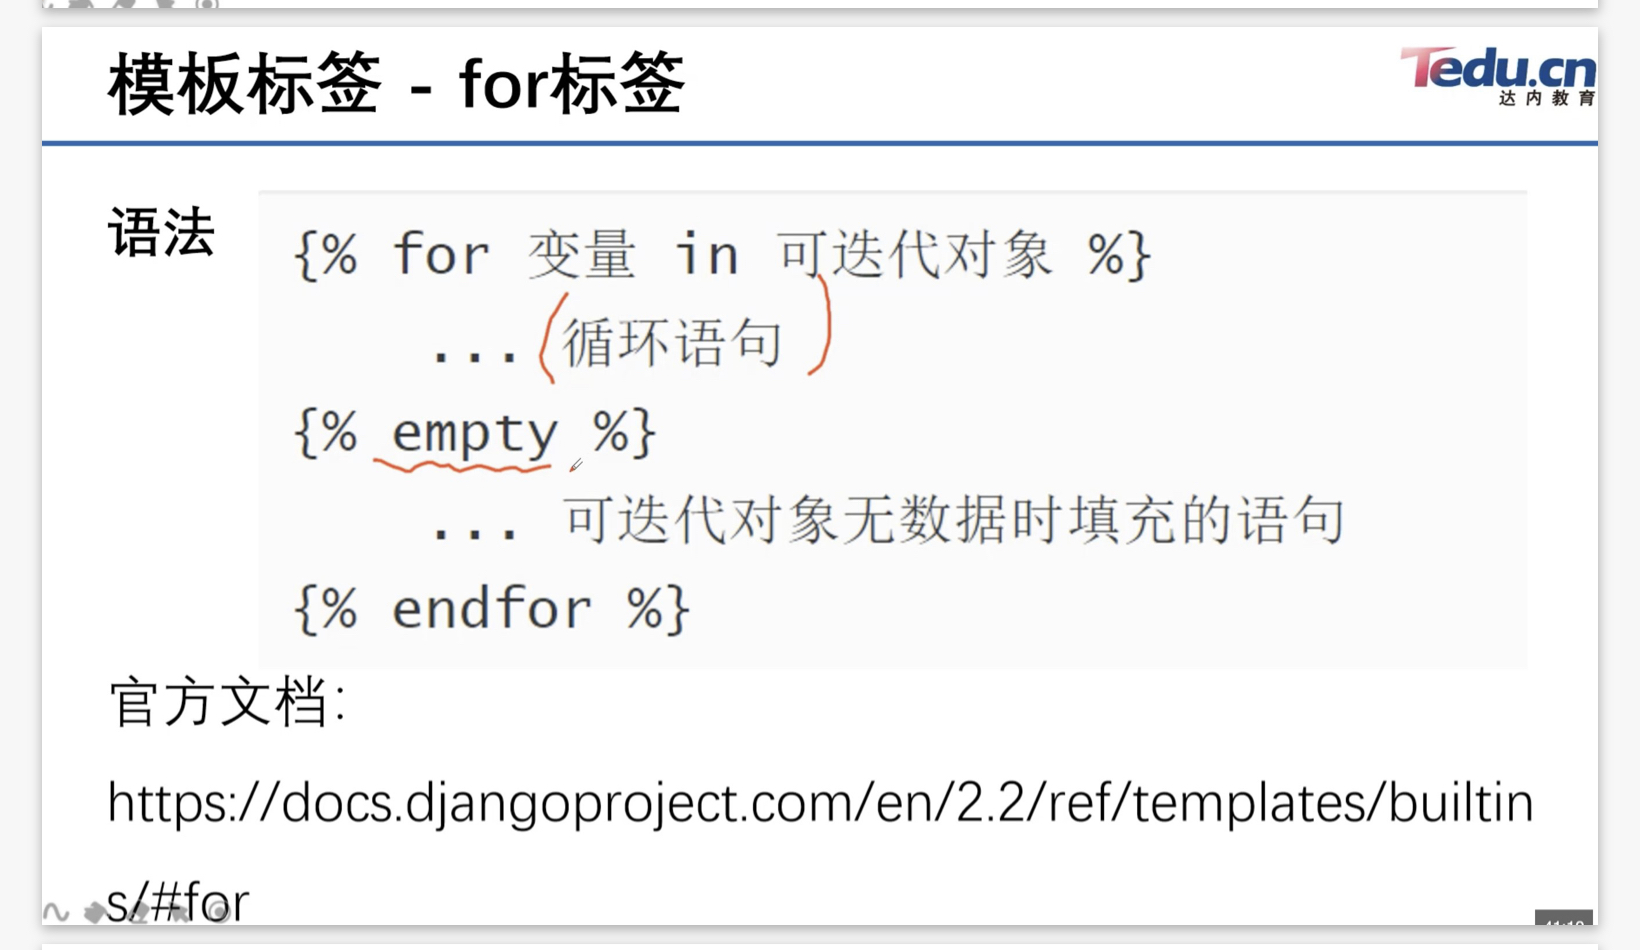 模板标签 - for标签
Tedu.cn
达内教育
语法
{% for 变量 in 可迭代对象 %}
... 循环语句
{% empty %}
... 可迭代对象无数据时填充的语句
{% endfor %}
官方文档:
https://docs.djangoproject.com/en/2.2/ref/templates/builtin
s/#for